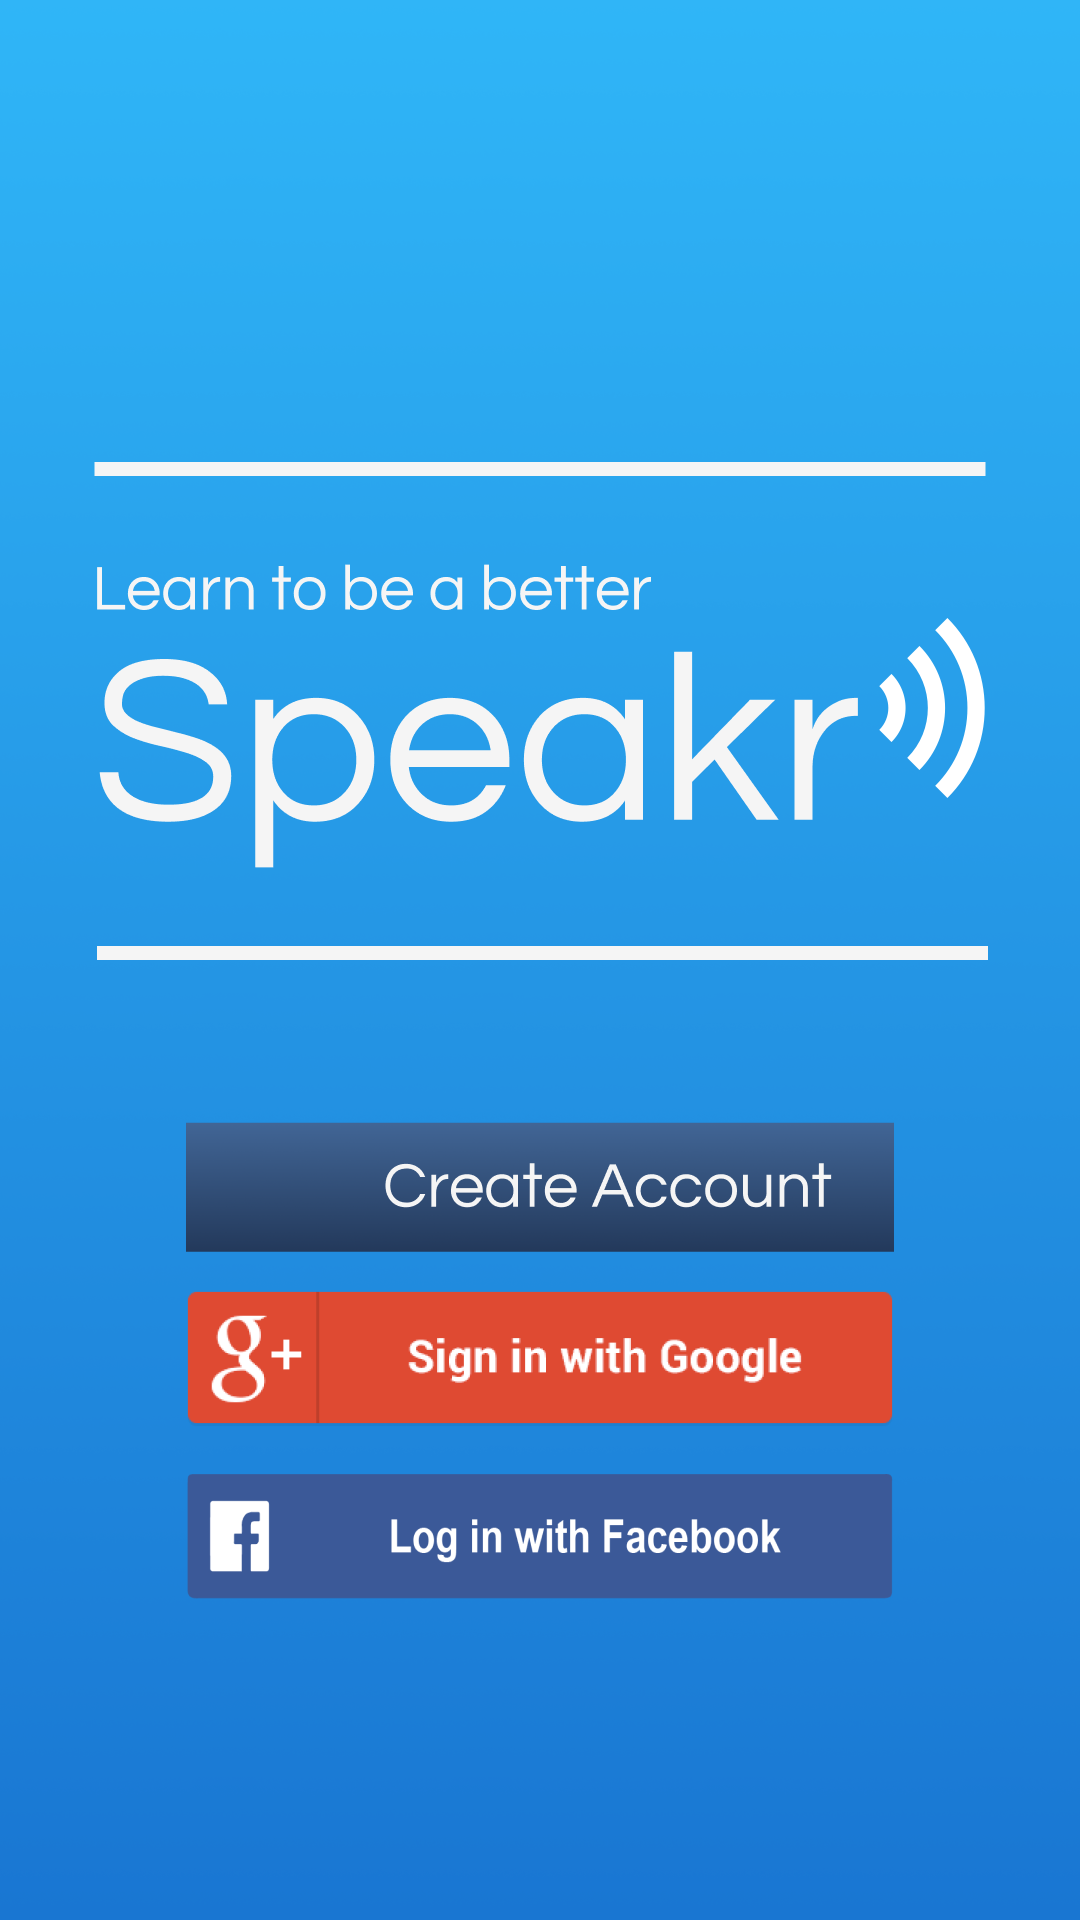 Learn to be a better
Speakr
Create Account
g+ Sign in with Google
f Log in with Facebook